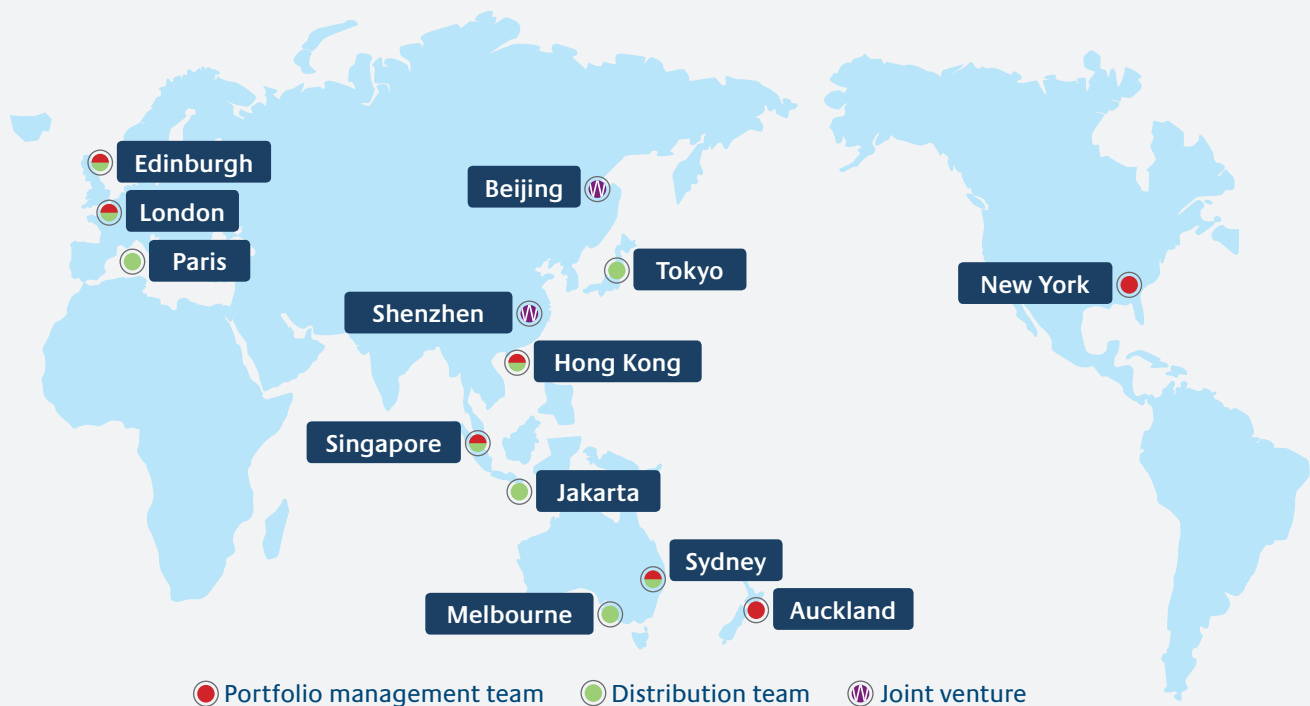 Edinburgh
London
Paris
Beijing
Tokyo
New York
Shenzhen
Hong Kong
Singapore
Jakarta
Sydney
Melbourne
Auckland
Portfolio management team
Distribution team
W Joint venture